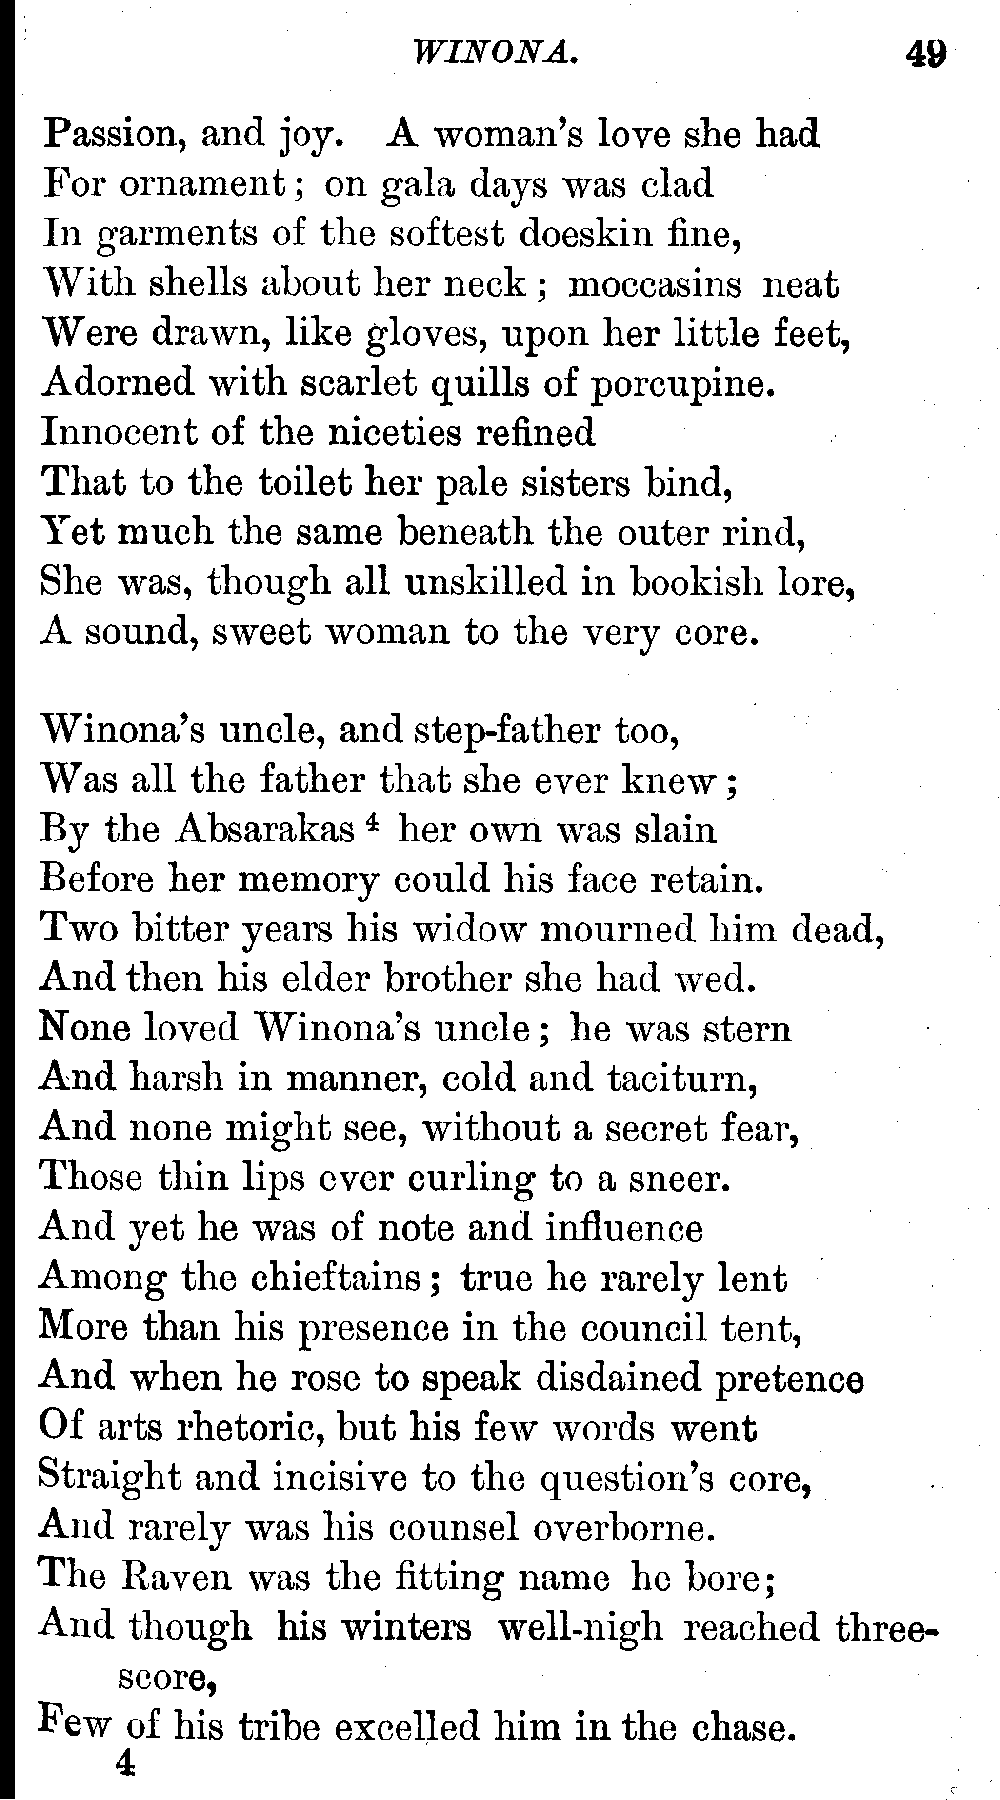 WINONA. 49
Passion, and joy. A woman's love she had
For ornament; on gala days was clad
In garments of the softest doeskin fine,
With shells about her neck; moccasins neat
Were drawn, like gloves, upon her little feet,
Adorned with scarlet quills of porcupine.
Innocent of the niceties refined
That to the toilet her pale sisters bind,
Yet much the same beneath the outer rind,
She was, though all unskilled in bookish lore,
A sound, sweet woman to the very core.
Winona's uncle, and step-father too,
Was all the father that she ever knew;
By the Absarakas 4 her own was slain
Before her memory could his face retain.
Two bitter years his widow mourned him dead,
And then his elder brother she had wed.
None loved Winona's uncle; he was stern
And harsh in manner, cold and taciturn,
And none might see, without a secret fear,
Those thin lips ever curling to a sneer.
And yet he was of note and influence
Among the chieftains; true he rarely lent
More than his presence in the council tent,
And when he rose to speak disdained pretence
Of arts rhetoric, but his few words went
Straight and incisive to the question's core,
And rarely was his counsel overborne.
The Raven was the fitting name he bore;
And though his winters well-nigh reached three-
score,
Few of his tribe excelled him in the chase.
4